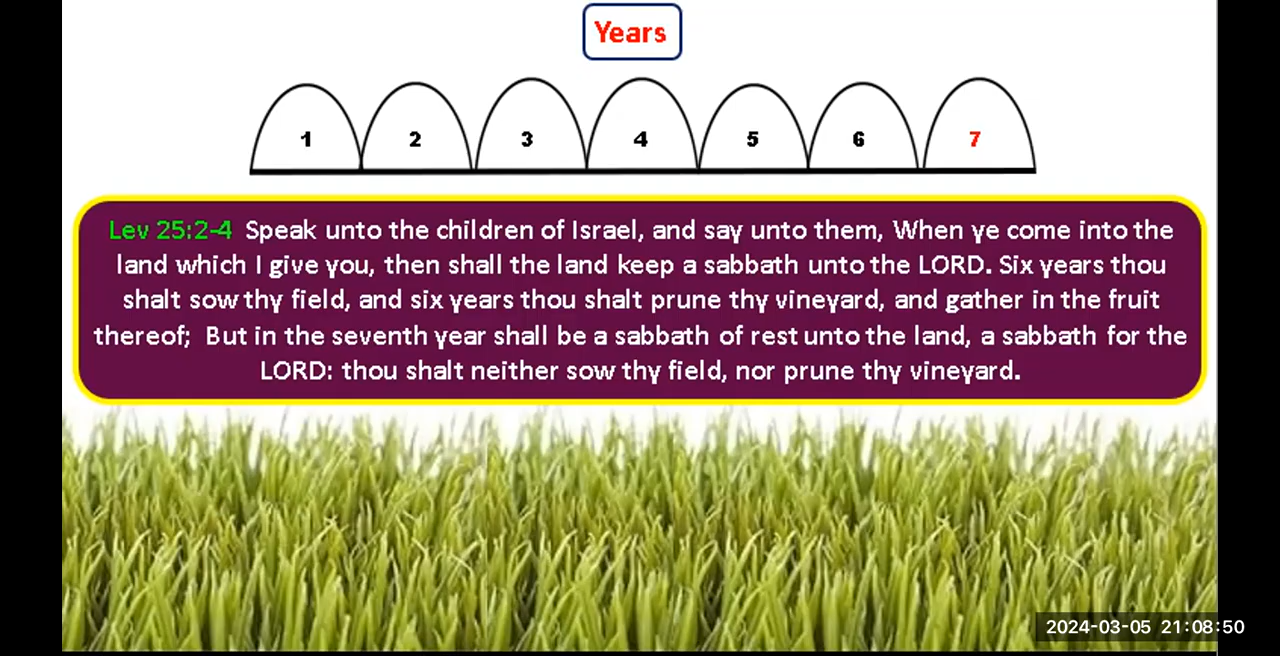 Years
1 2 3 4 5 6 7
Lev 25:2-4 Speak unto the children of Israel, and say unto them, When ye come into the
land which I give you, then shall the land keep a sabbath unto the LORD. Six years thou
shalt sow thy field, and six years thou shalt prune thy vineyard, and gather in the fruit
thereof; But in the seventh year shall be a sabbath of rest unto the land, a sabbath for the
LORD: thou shalt neither sow thy field, nor prune thy vineyard.
2024-03-05 21:08:50